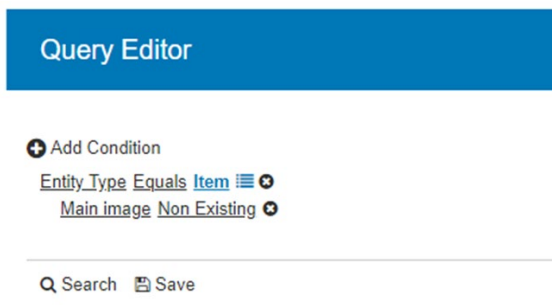 Query Editor
Add Condition
Entity Type Equals Item
Main image Non Existing
Search Save